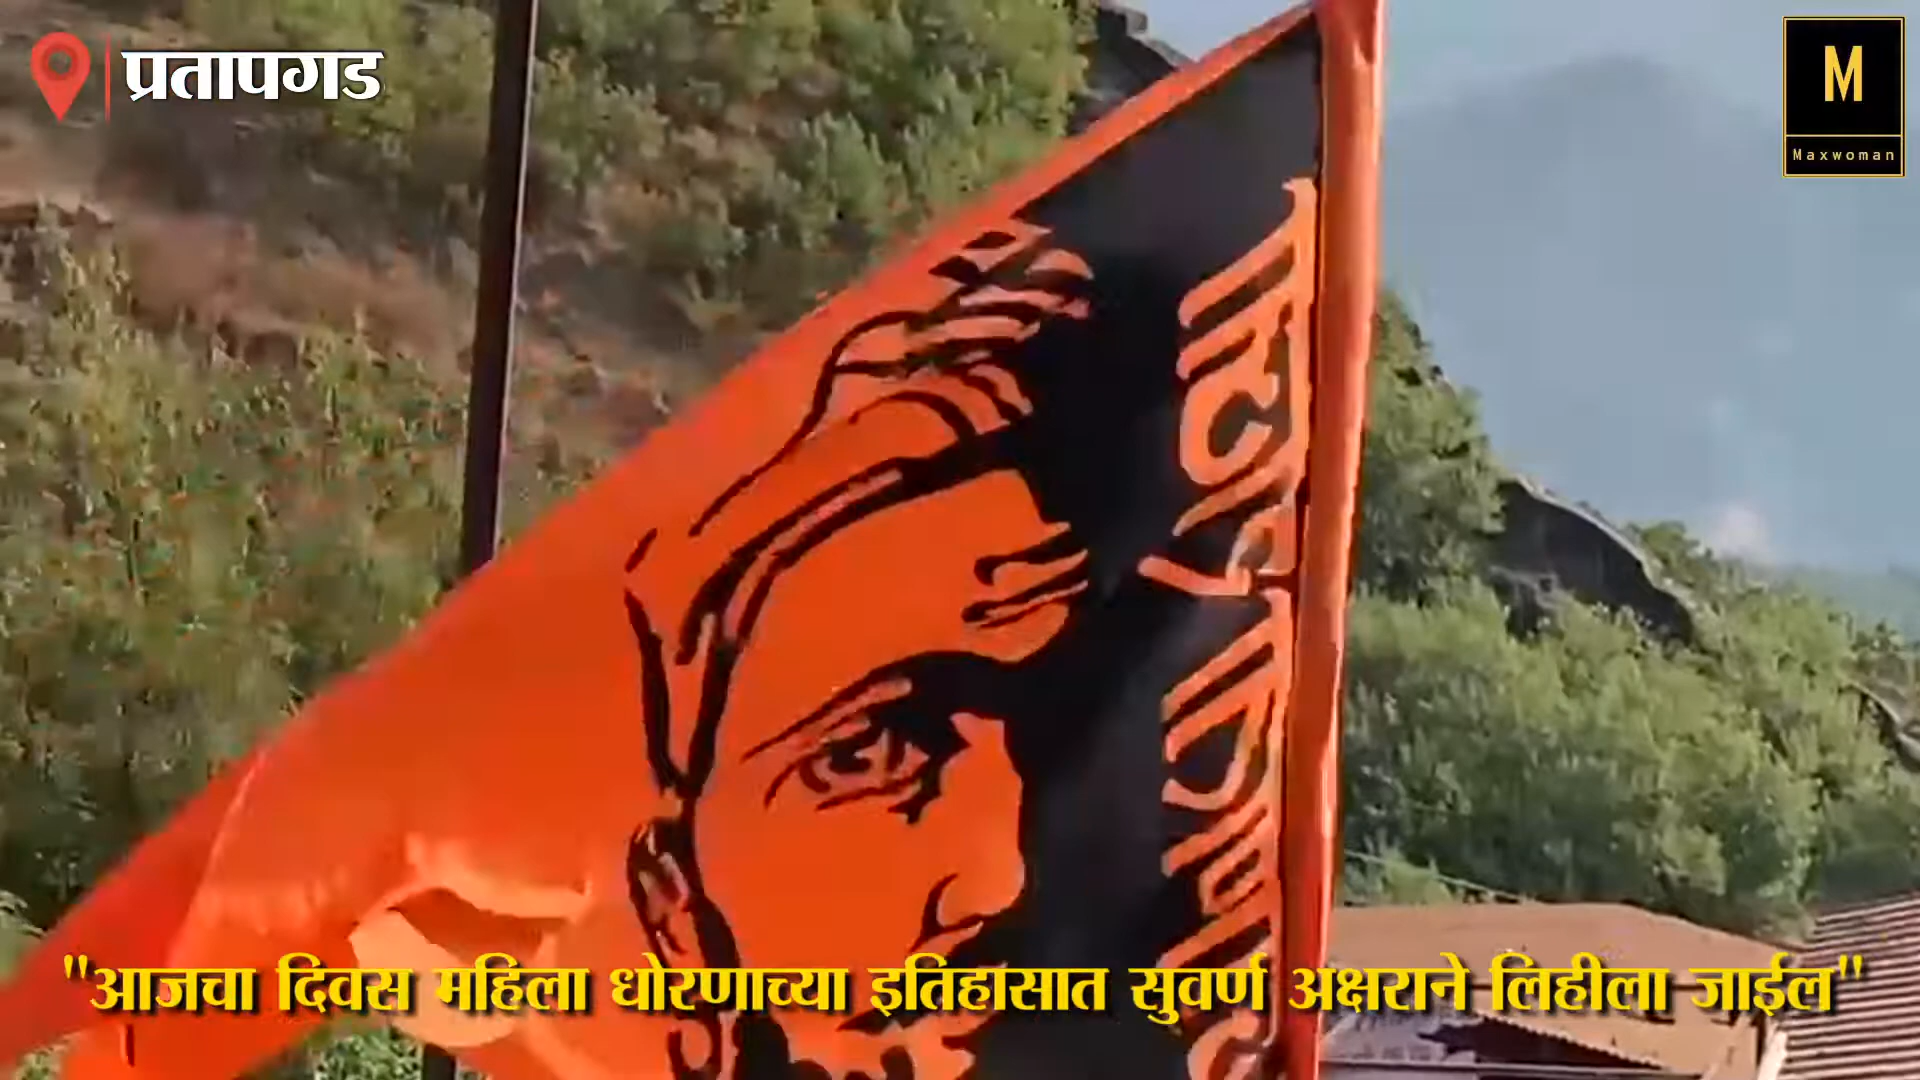 प्रतापगड
M
Maxwoman
"आजचा दिवस महिला धोरणाच्या इतिहासात सुवर्ण अक्षराने लिहीला जाईल"